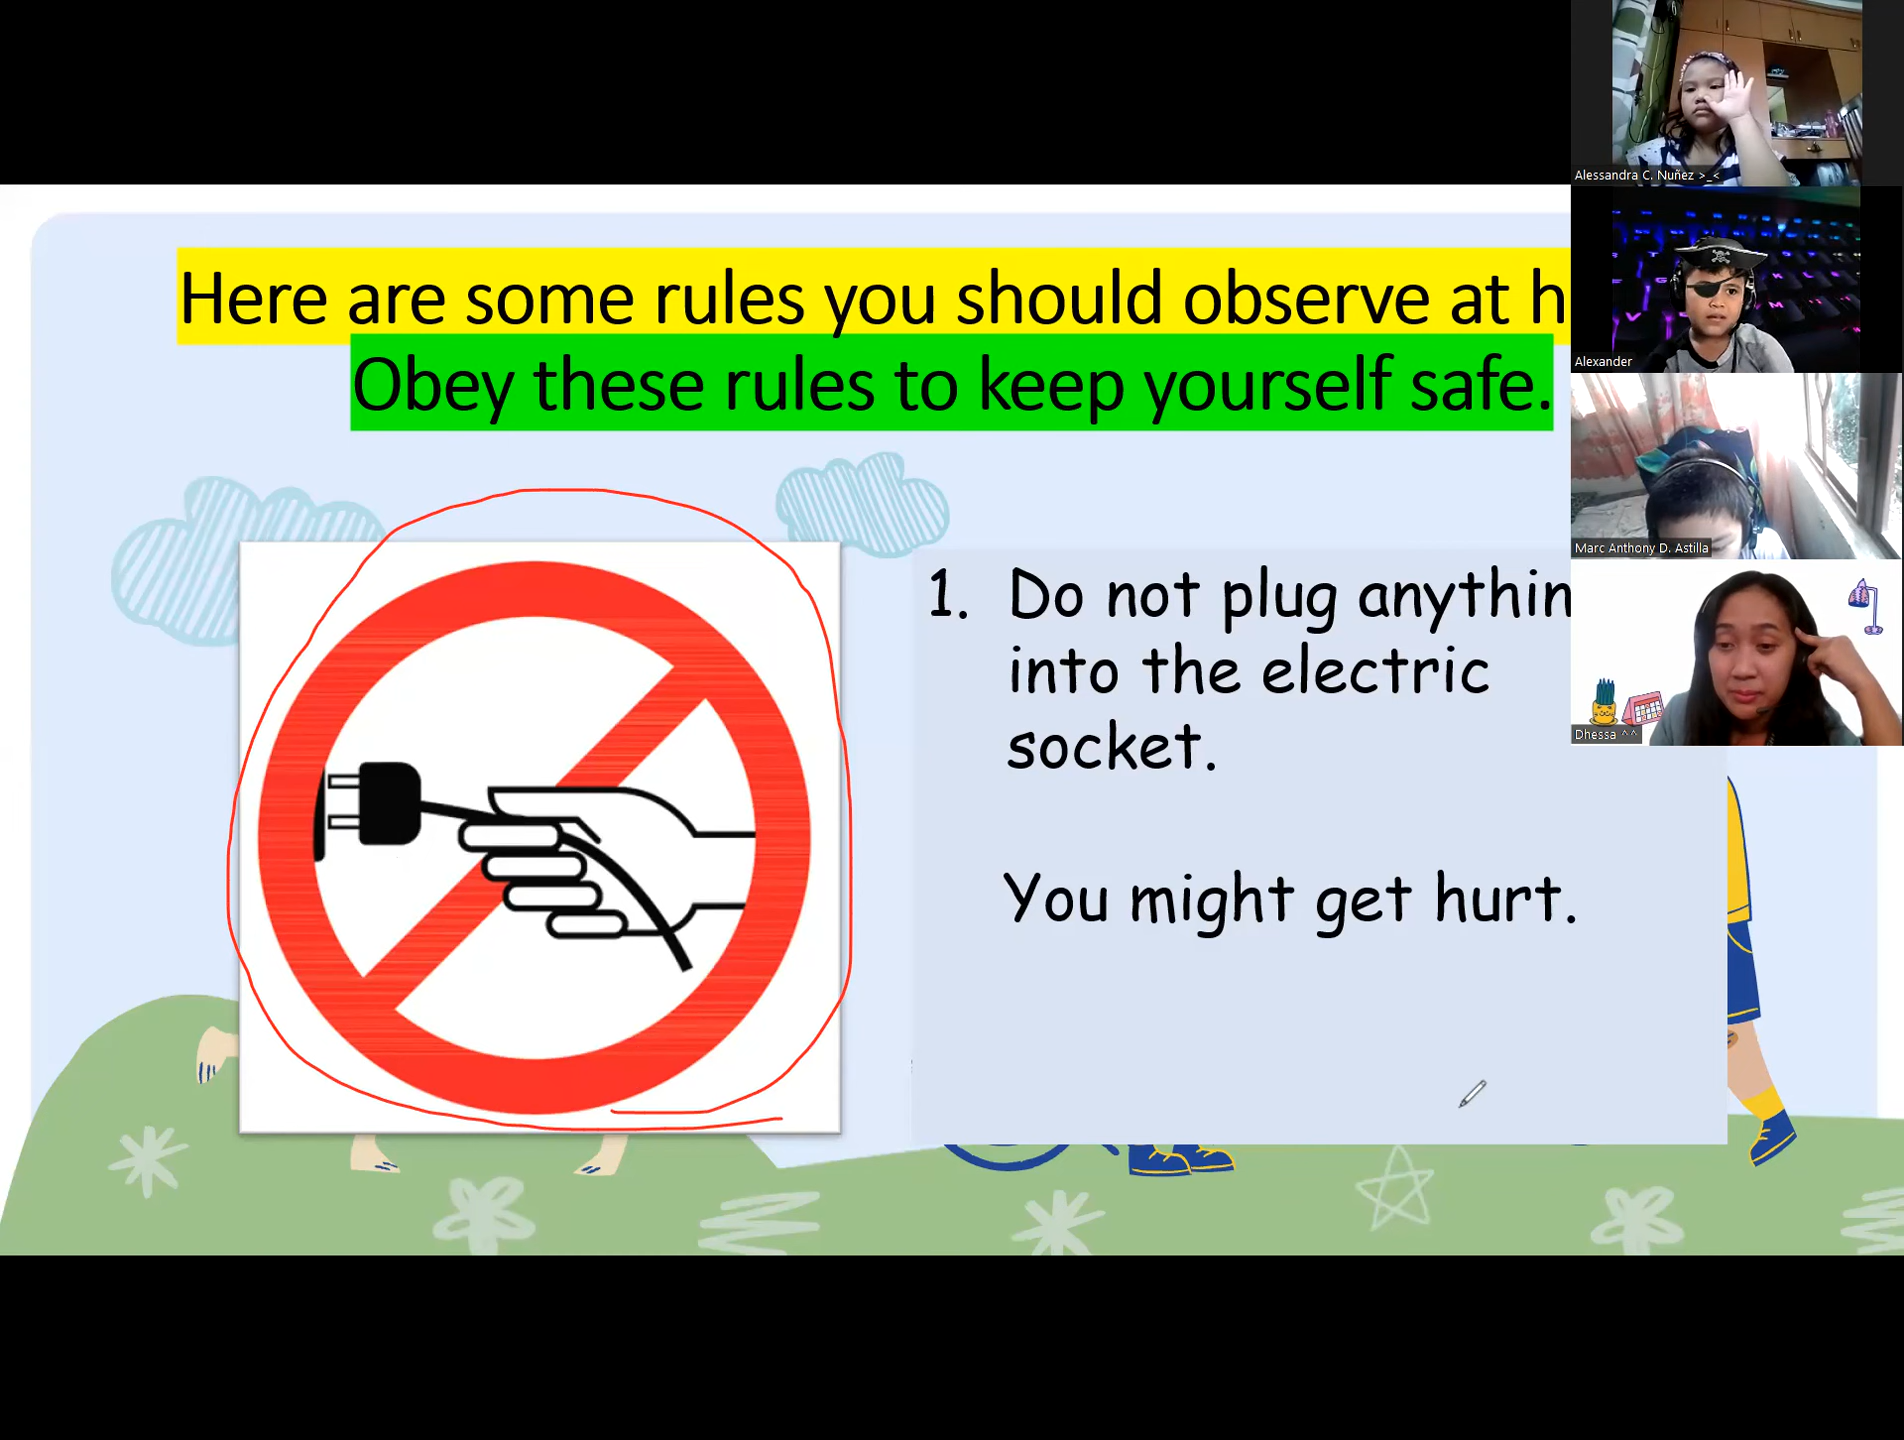 Here are some rules you should observe at h
Obey these rules to keep yourself safe.
1. Do not plug anythin
into the electric
socket.
You might get hurt.
Alessandra C. Nuñez >_<
Alexander
Marc Anthony D. Astilla
Dhessa ^^